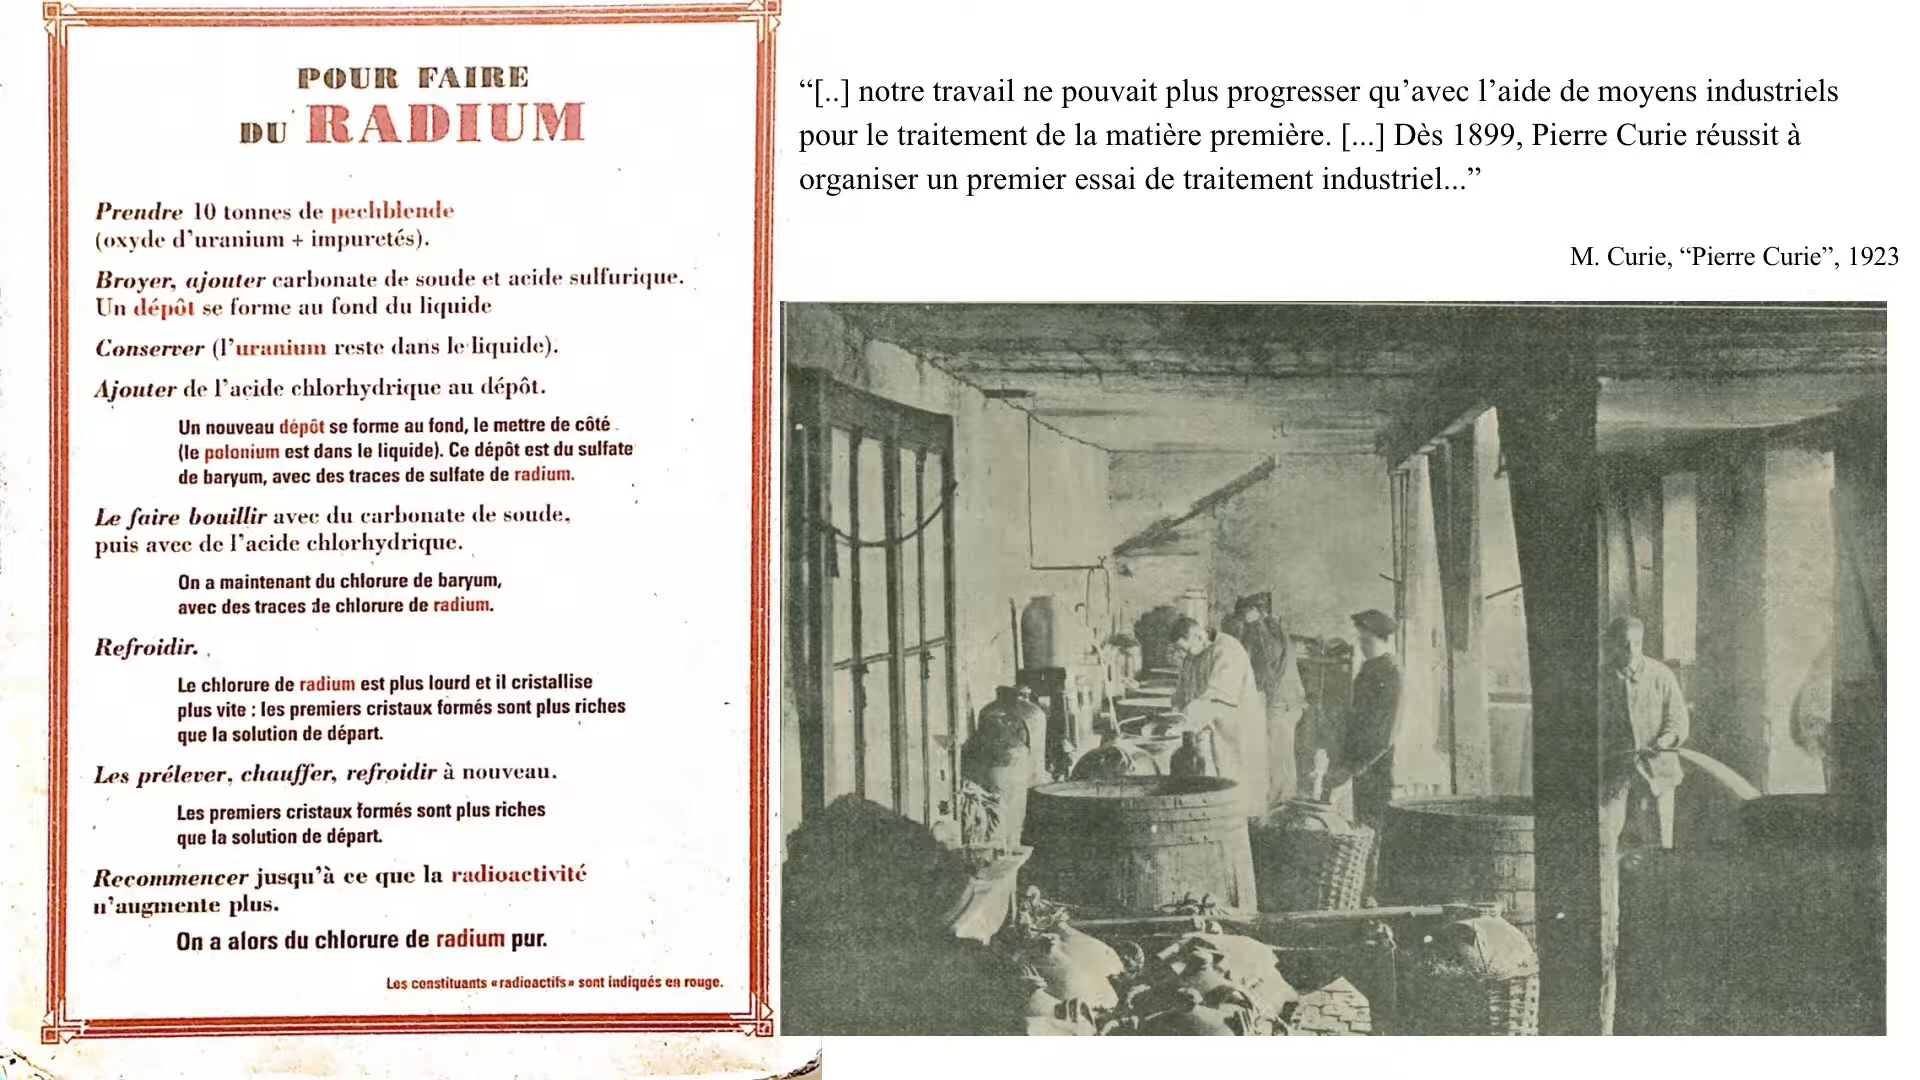 POUR FAIRE
DU RADIUM
Prendre 10 tonnes de pechblende
(oxyde d'uranium + impuretés).
Broyer, ajouter carbonate de soude et acide sulfurique.
Un dépôt se forme au fond du liquide
Conserver (l'uranium reste dans le liquide).
Ajouter de l'acide chlorhydrique au dépôt.
Un nouveau dépôt se forme au fond, le mettre de côté
(le polonium est dans le liquide). Ce dépôt est du sulfate
de baryum, avec des traces de sulfate de radium.
Le faire bouillir avec du carbonate de soude,
puis avec de l'acide chlorhydrique.
On a maintenant du chlorure de baryum,
avec des traces de chlorure de radium.
Refroidir.
Le chlorure de radium est plus lourd et il cristallise
plus vite : les premiers cristaux formés sont plus riches
que la solution de départ.
Les prélever, chauffer, refroidir à nouveau.
Les premiers cristaux formés sont plus riches
que la solution de départ.
Recommencer jusqu'à ce que la radioactivité
n'augmente plus.
On a alors du chlorure de radium pur.
Les constituants «radioactifs» sont indiqués en rouge.
“[..] notre travail ne pouvait plus progresser qu’avec l’aide de moyens industriels
pour le traitement de la matière première. [...] Dès 1899, Pierre Curie réussit à
organiser un premier essai de traitement industriel...”
M. Curie, “Pierre Curie”, 1923